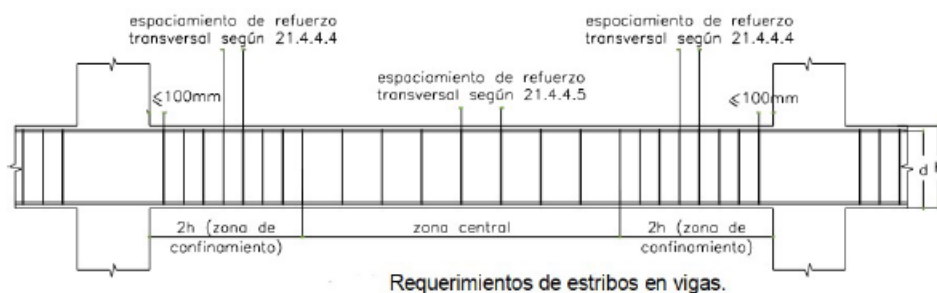 espaciamiento de refuerzo
transversal según 21.4.4.4
espaciamiento de refuerzo
transversal según 21.4.4.4
espaciamiento de refuerzo
transversal según 21.4.4.5
⩽100mm
⩽100mm
d
2h (zona de
confinamiento)
zona central
2h (zona de
confinamiento)
Requerimientos de estribos en vigas.